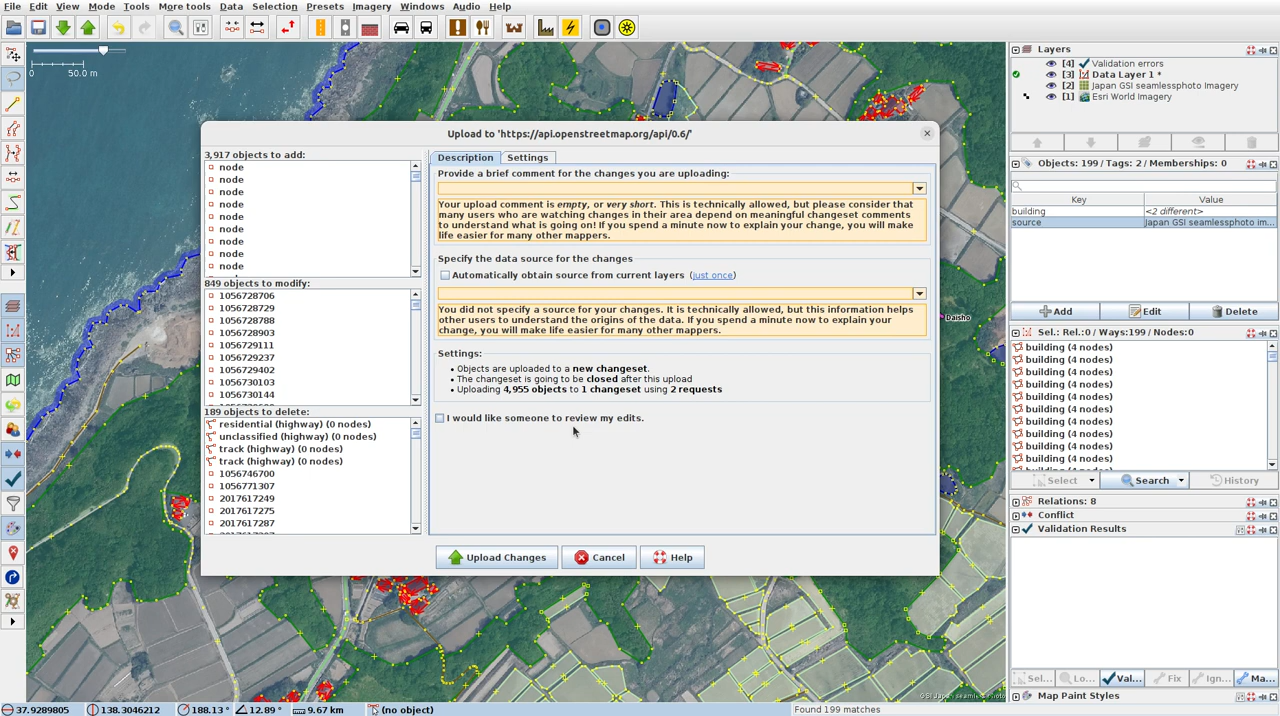 File Edit View Mode Tools More tools Data Selection Presets Imagery Windows Audio Help
0 50.0 m
Daisho
Upload to 'https://api.openstreetmap.org/api/0.6/'
3,917 objects to add:
node
node
node
node
node
node
node
node
node
849 objects to modify:
1056728706
1056728729
1056728788
1056728903
1056729111
1056729237
1056729402
1056730103
1056730144
189 objects to delete:
residential (highway) (0 nodes)
unclassified (highway) (0 nodes)
track (highway) (0 nodes)
track (highway) (0 nodes)
1056746700
1056771307
2017617249
2017617275
2017617287
Description Settings
Provide a brief comment for the changes you are uploading:
Your upload comment is empty, or very short. This is technically allowed, but please consider that
many users who are watching changes in their area depend on meaningful changeset comments
to understand what is going on! If you spend a minute now to explain your change, you will make
life easier for many other mappers.
Specify the data source for the changes
Automatically obtain source from current layers (just once)
You did not specify a source for your changes. It is technically allowed, but this information helps
other users to understand the origins of the data. If you spend a minute now to explain your
change, you will make life easier for many other mappers.
Settings:
• Objects are uploaded to a new changeset.
• The changeset is going to be closed after this upload
• Uploading 4,955 objects to 1 changeset using 2 requests
I would like someone to review my edits.
Upload Changes Cancel Help
Layers
[4] Validation errors
[3] Data Layer 1 *
[2] Japan GSI seamlessphoto Imagery
[1] Esri World Imagery
Objects: 199 / Tags: 2 / Memberships: 0
Key Value
building <2 different>
source Japan GSI seamlessphoto im...
Add Edit Delete
Sel.: Rel.:0 / Ways:199 / Nodes:0
building (4 nodes)
building (4 nodes)
building (4 nodes)
building (4 nodes)
building (4 nodes)
building (4 nodes)
building (4 nodes)
building (4 nodes)
building (4 nodes)
building (4 nodes)
Select Search History
Relations: 8
Conflict
Validation Results
Sel... Lo... Val... Fix Ign... Ma...
Map Paint Styles
37.9289805 138.3046212 188.13 ° 12.89 ° 9.67 km (no object) Found 199 matches